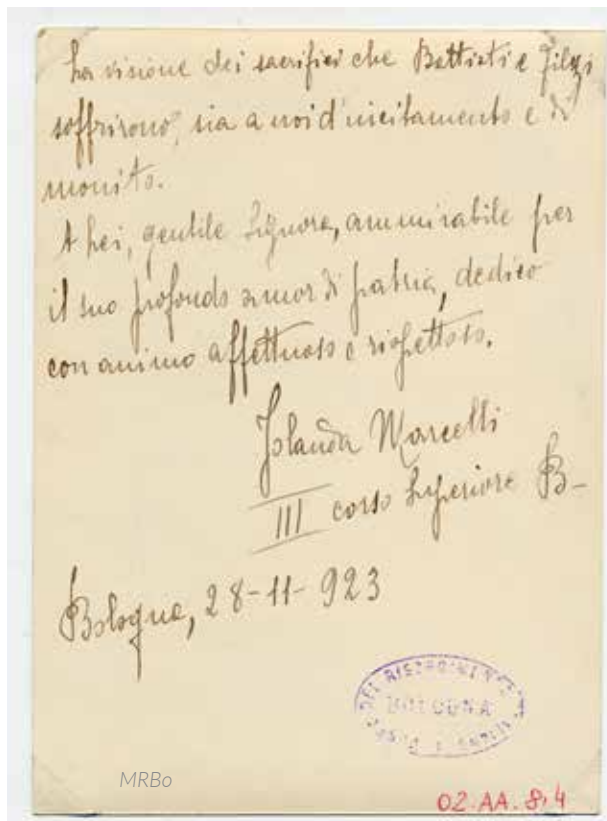 La visione dei sacrifici che Battisti e Filzi
soffrirono, sia a noi d'incitamento e di
monito.
A Lei, gentile Signora, ammirabile per
il suo profondo amor di patria, dedico
con animo affettuoso e rispettoso.
Jolanda Marcelli
III corso Superiore B-
Bologna, 28-11-923
DEL RISORGIMENTO
BOLOGNA
MRBo
02.AA.8,4